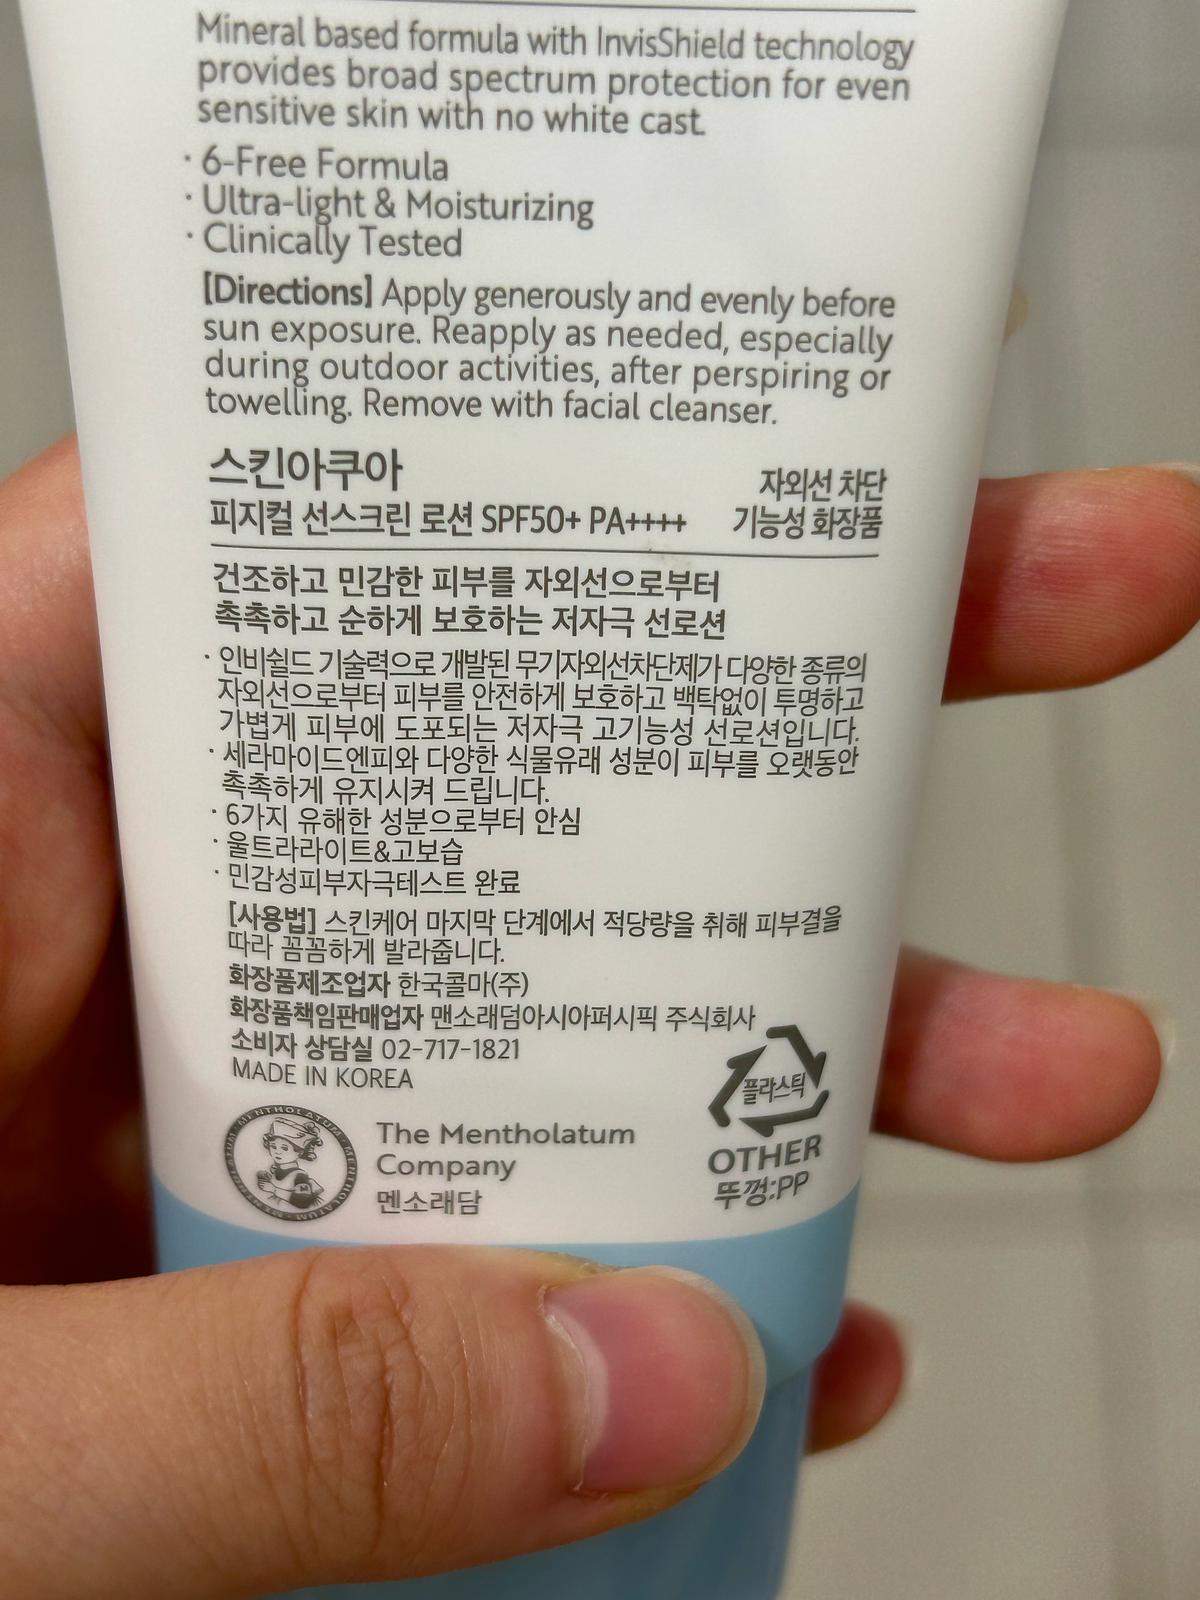 Mineral based formula with InvisShield technology
provides broad spectrum protection for even
sensitive skin with no white cast.
· 6-Free Formula
· Ultra-light & Moisturizing
· Clinically Tested
[Directions] Apply generously and evenly before
sun exposure. Reapply as needed, especially
during outdoor activities, after perspiring or
towelling. Remove with facial cleanser.
스킨아쿠아
피지컬 선스크린 로션 SPF50+ PA++++
자외선 차단
기능성 화장품
건조하고 민감한 피부를 자외선으로부터
촉촉하고 순하게 보호하는 저자극 선로션
· 인비쉴드 기술력으로 개발된 무기자외선차단제가 다양한 종류의
자외선으로부터 피부를 안전하게 보호하고 백탁없이 투명하고
가볍게 피부에 도포되는 저자극 고기능성 선로션입니다.
· 세라마이드엔피와 다양한 식물유래 성분이 피부를 오랫동안
촉촉하게 유지시켜 드립니다.
· 6가지 유해한 성분으로부터 안심
· 울트라라이트&고보습
· 민감성피부자극테스트 완료
[사용법] 스킨케어 마지막 단계에서 적당량을 취해 피부결을
따라 꼼꼼하게 발라줍니다.
화장품제조업자 한국콜마(주)
화장품책임판매업자 맨소래덤아시아퍼시픽 주식회사
소비자 상담실 02-717-1821
MADE IN KOREA
플라스틱
OTHER
뚜껑:PP
MENTHOLATUM · MENTHOLATUM · MENTHOLATUM
The Mentholatum
Company
멘소래담